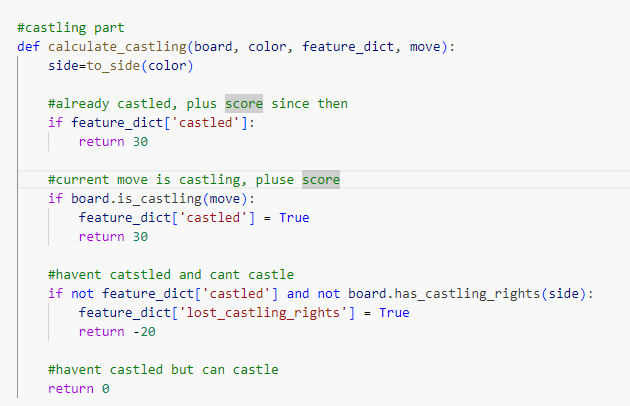 #castling part
def calculate_castling(board, color, feature_dict, move):
    side=to_side(color)
    #already castled, plus score since then
    if feature_dict['castled']:
        return 30
    #current move is castling, pluse score
    if board.is_castling(move):
        feature_dict['castled'] = True
        return 30
    #havent catstled and cant castle
    if not feature_dict['castled'] and not board.has_castling_rights(side):
        feature_dict['lost_castling_rights'] = True
        return -20
    #havent castled but can castle
    return 0